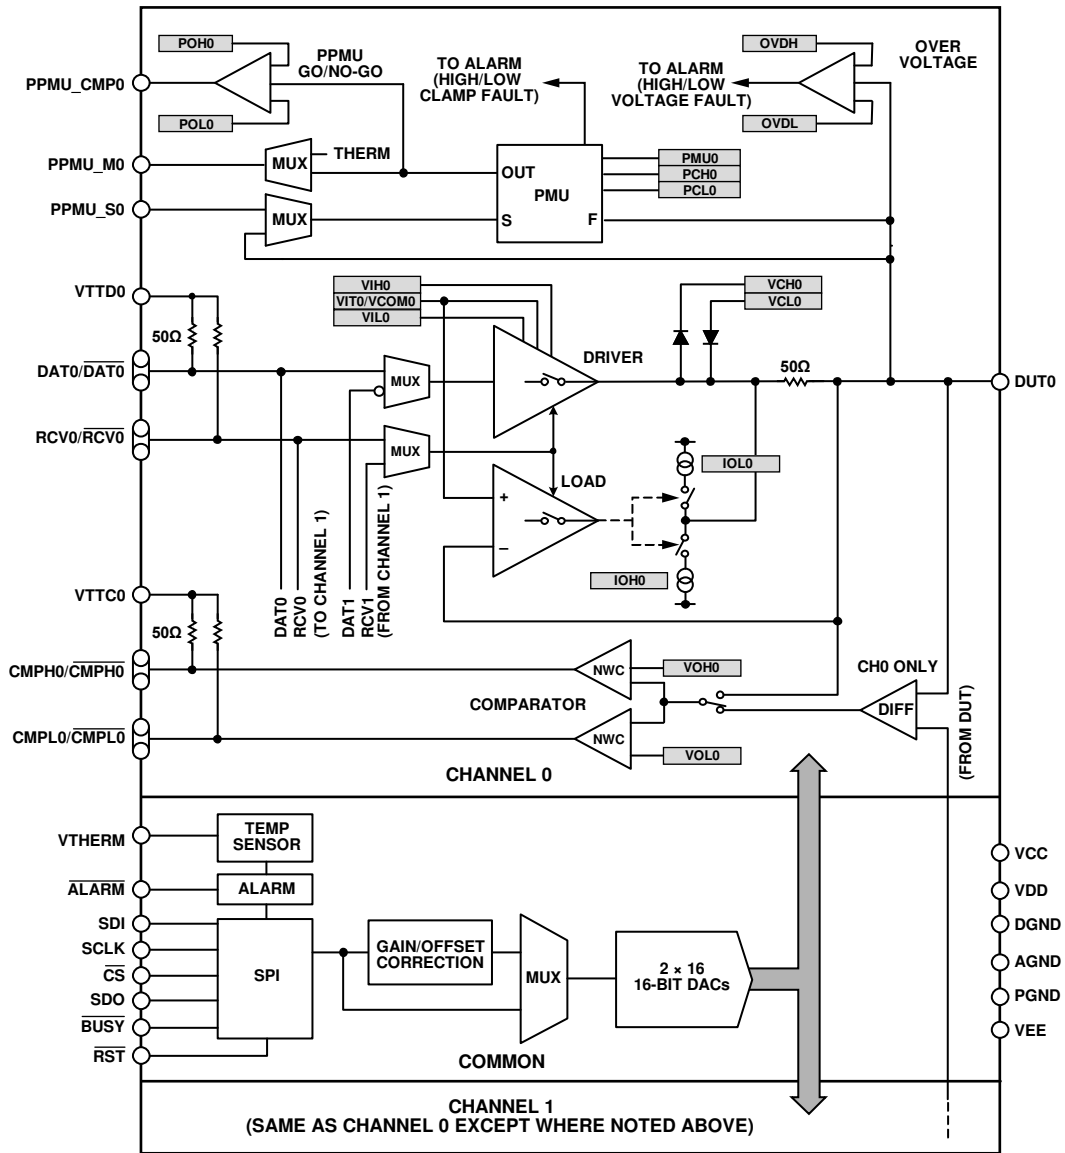 POH0
PPMU_CMP0
POL0
PPMU
GO/NO-GO
TO ALARM
(HIGH/LOW
CLAMP FAULT)
TO ALARM
(HIGH/LOW
VOLTAGE FAULT)
OVDH
OVDL
OVER
VOLTAGE
PPMU_M0
MUX
THERM
OUT
PMU
S
F
PMU0
PCH0
PCL0
PPMU_S0
MUX
VTTD0
50Ω
VIH0
VIT0/VCOM0
VIL0
VCH0
VCL0
DRIVER
DAT0/DAT0
MUX
50Ω
DUT0
RCV0/RCV0
MUX
LOAD
+
–
IOL0
IOH0
DAT0
RCV0
(TO CHANNEL 1)
DAT1
RCV1
(FROM CHANNEL 1)
VTTC0
50Ω
CMPH0/CMPH0
NWC
VOH0
COMPARATOR
CH0 ONLY
DIFF
(FROM DUT)
CMPL0/CMPL0
NWC
VOL0
CHANNEL 0
VTHERM
TEMP
SENSOR
ALARM
ALARM
SDI
SCLK
CS
SDO
BUSY
RST
SPI
GAIN/OFFSET
CORRECTION
MUX
2 × 16
16-BIT DACs
COMMON
VCC
VDD
DGND
AGND
PGND
VEE
CHANNEL 1
(SAME AS CHANNEL 0 EXCEPT WHERE NOTED ABOVE)